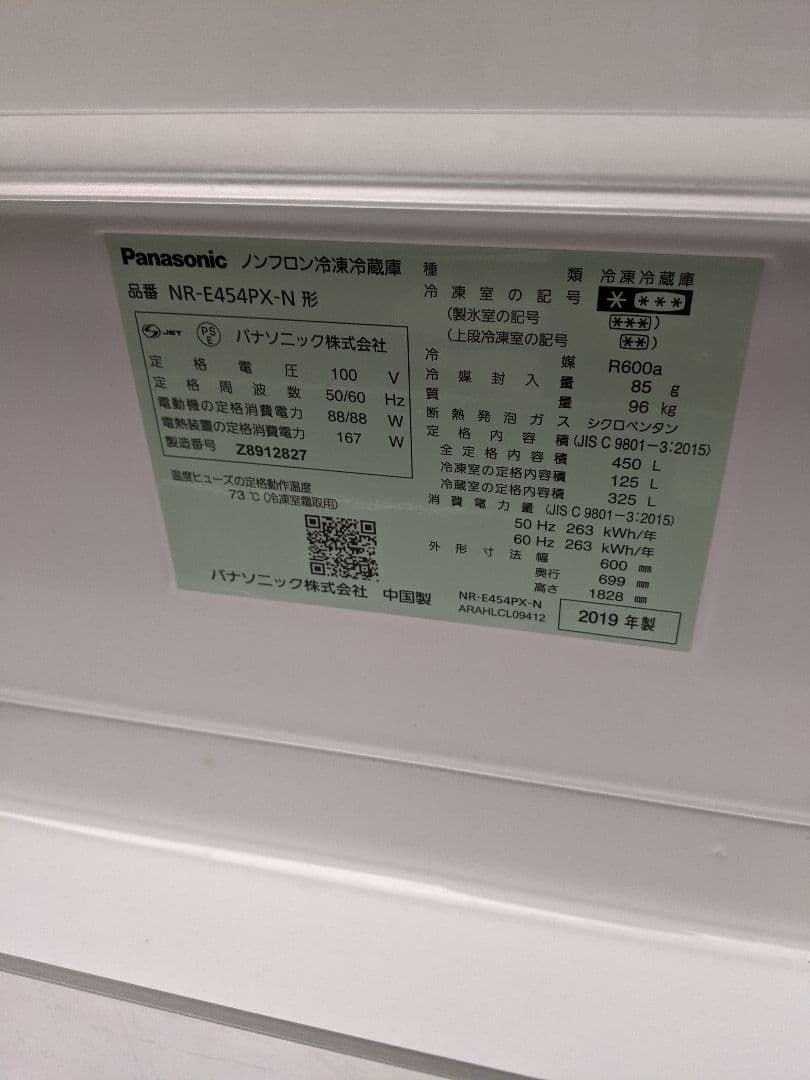 Panasonic ノンフロン冷凍冷蔵庫
品番 NR-E454PX-N 形
JET PS E パナソニック株式会社
定格電圧 100 V
定格周波数 50/60 Hz
電動機の定格消費電力 88/88 W
電熱装置の定格消費電力 167 W
製造番号 Z8912827
温度ヒューズの定格動作温度
73 ℃ (冷凍室霜取用)
パナソニック株式会社 中国製
種類 冷凍冷蔵庫
冷凍室の記号 * ***
(製氷室の記号 ***)
(上段冷凍室の記号 **)
冷媒 R600a
冷媒封入量 85 g
質量 96 kg
断熱発泡ガス シクロペンタン
定格内容積 (JIS C 9801-3:2015)
全定格内容積 450 L
冷凍室の定格内容積 125 L
冷蔵室の定格内容積 325 L
消費電力量 (JIS C 9801-3:2015)
50 Hz 263 kWh/年
60 Hz 263 kWh/年
外形寸法 幅 600 ㎜
奥行 699 ㎜
高さ 1828 ㎜
NR-E454PX-N
ARAHLCL09412
2019 年製